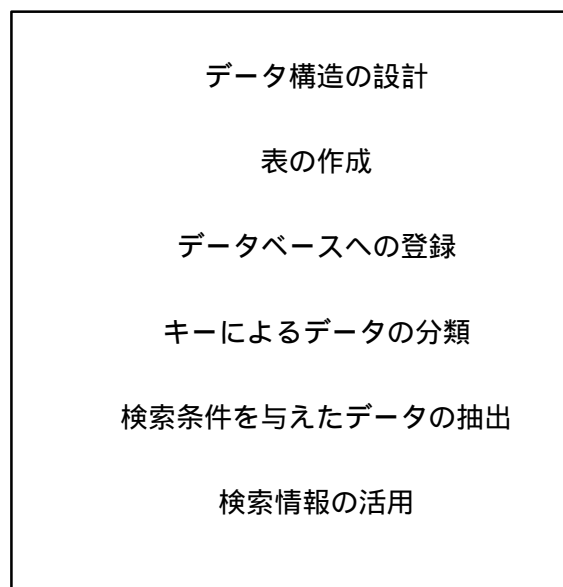 データ構造の設計
表の作成
データベースへの登録
キーによるデータの分類
検索条件を与えたデータの抽出
検索情報の活用